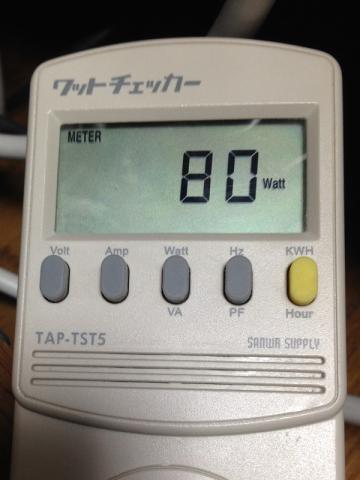 ワットチェッカー
METER
80 Watt
Volt Amp Watt Hz KWH
VA PF Hour
TAP-TST5 SANWA SUPPLY